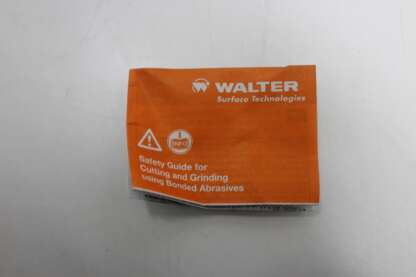 WALTER
Surface Technologies
INFO
Safety Guide for
Cutting and Grinding
using Bonded Abrasives